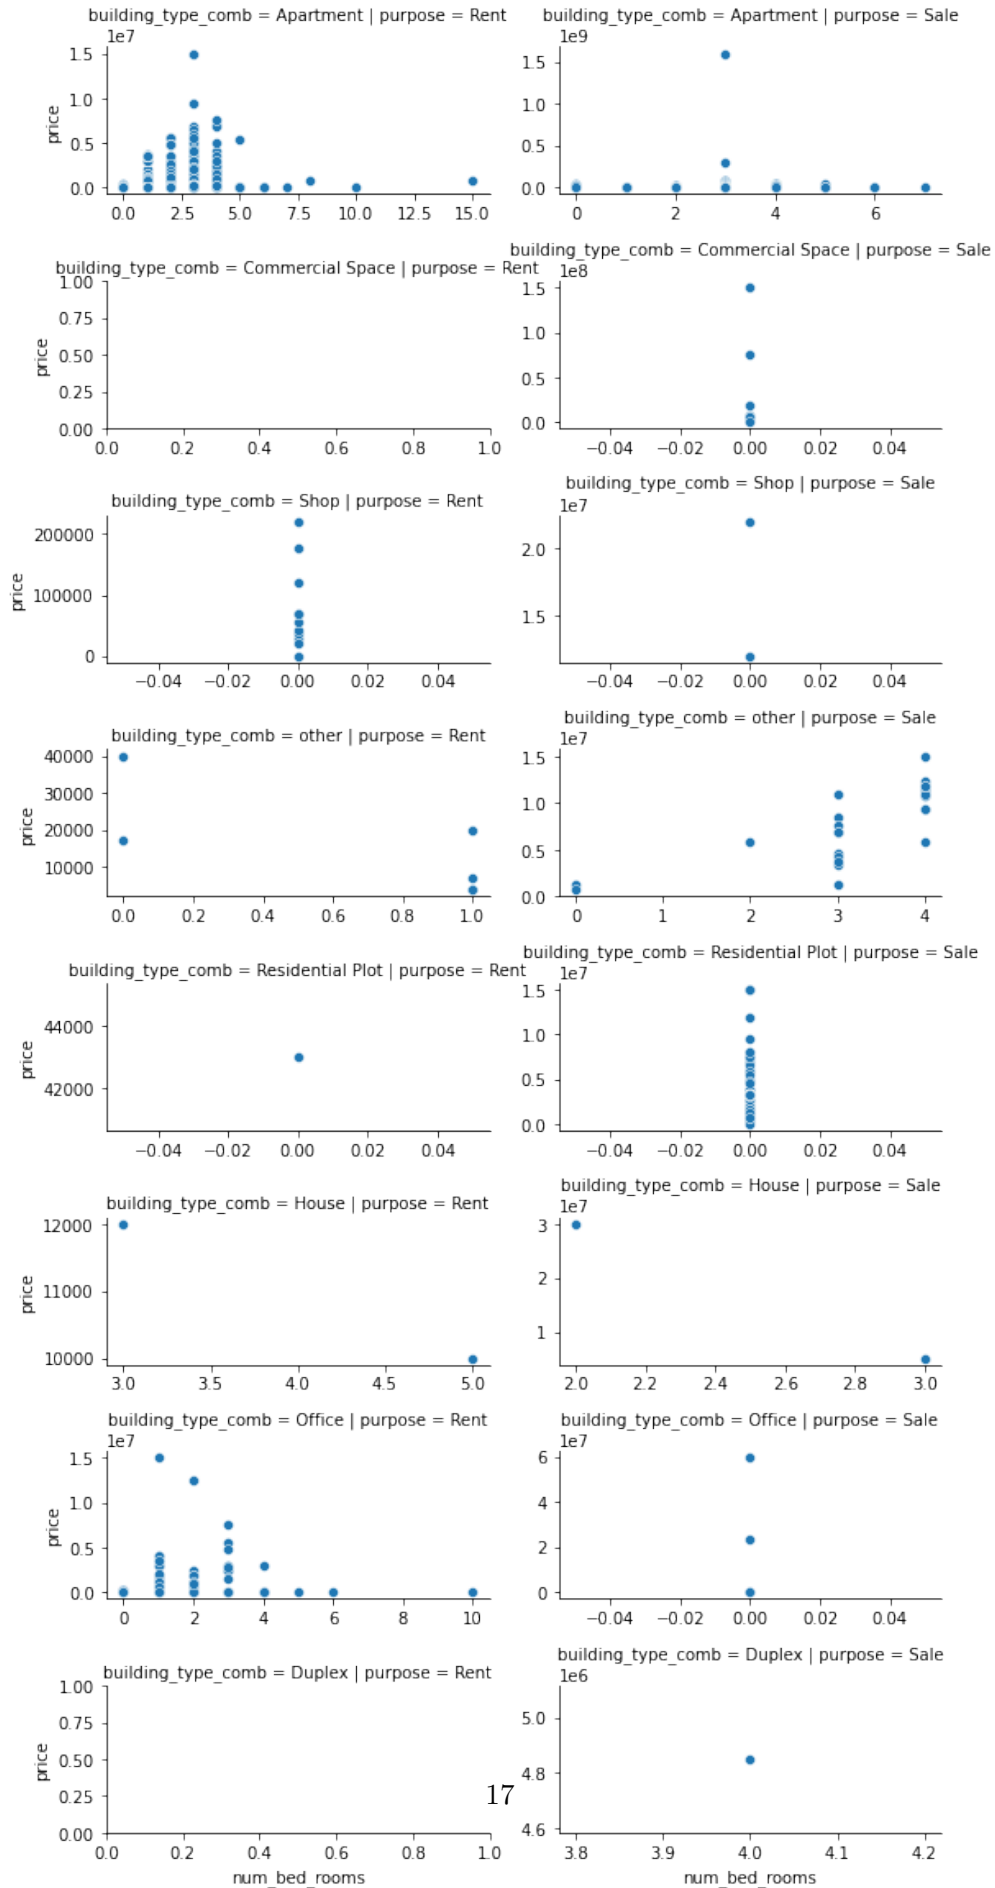 building_type_comb = Apartment | purpose = Rent
1e7
1.5
1.0
0.5
0.0
price
0.0 2.5 5.0 7.5 10.0 12.5 15.0
building_type_comb = Apartment | purpose = Sale
1e9
1.5
1.0
0.5
0.0
0 2 4 6
building_type_comb = Commercial Space | purpose = Rent
1.00
0.75
0.50
0.25
0.00
price
0.0 0.2 0.4 0.6 0.8 1.0
building_type_comb = Commercial Space | purpose = Sale
1e8
1.5
1.0
0.5
0.0
−0.04 −0.02 0.00 0.02 0.04
building_type_comb = Shop | purpose = Rent
200000
100000
0
price
−0.04 −0.02 0.00 0.02 0.04
building_type_comb = Shop | purpose = Sale
1e7
2.0
1.5
−0.04 −0.02 0.00 0.02 0.04
building_type_comb = other | purpose = Rent
40000
30000
20000
10000
price
0.0 0.2 0.4 0.6 0.8 1.0
building_type_comb = other | purpose = Sale
1e7
1.5
1.0
0.5
0.0
0 1 2 3 4
building_type_comb = Residential Plot | purpose = Rent
44000
42000
price
−0.04 −0.02 0.00 0.02 0.04
building_type_comb = Residential Plot | purpose = Sale
1e7
1.5
1.0
0.5
0.0
−0.04 −0.02 0.00 0.02 0.04
building_type_comb = House | purpose = Rent
12000
11000
10000
price
3.0 3.5 4.0 4.5 5.0
building_type_comb = House | purpose = Sale
1e7
3
2
1
2.0 2.2 2.4 2.6 2.8 3.0
building_type_comb = Office | purpose = Rent
1e7
1.5
1.0
0.5
0.0
price
0 2 4 6 8 10
building_type_comb = Office | purpose = Sale
1e7
6
4
2
0
−0.04 −0.02 0.00 0.02 0.04
building_type_comb = Duplex | purpose = Rent
1.00
0.75
0.50
0.25
0.00
price
0.0 0.2 0.4 0.6 0.8 1.0
num_bed_rooms
building_type_comb = Duplex | purpose = Sale
1e6
5.0
4.8
4.6
3.8 3.9 4.0 4.1 4.2
num_bed_rooms
17